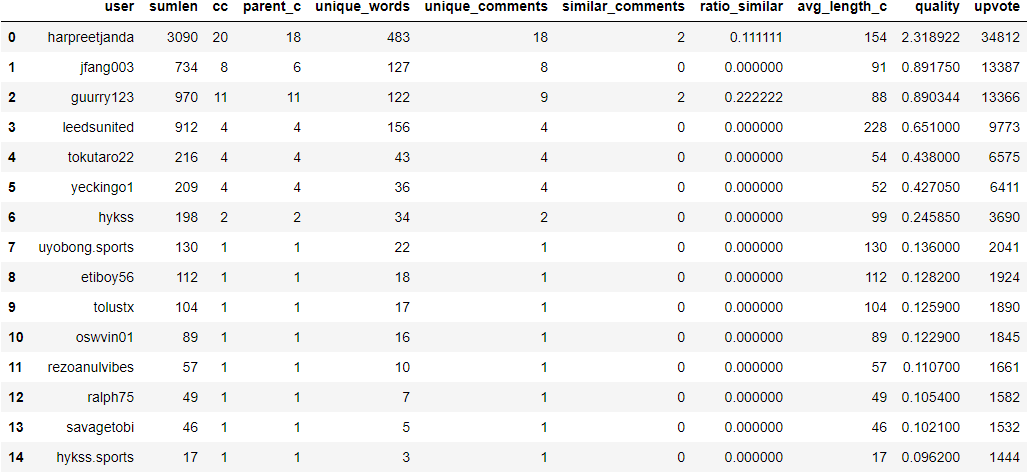 user sumlen cc parent_c unique_words unique_comments similar_comments ratio_similar avg_length_c quality upvote
0 harpreetjanda 3090 20 18 483 18 2 0.111111 154 2.318922 34812
1 jfang003 734 8 6 127 8 0 0.000000 91 0.891750 13387
2 guurry123 970 11 11 122 9 2 0.222222 88 0.890344 13366
3 leedsunited 912 4 4 156 4 0 0.000000 228 0.651000 9773
4 tokutaro22 216 4 4 43 4 0 0.000000 54 0.438000 6575
5 yeckingo1 209 4 4 36 4 0 0.000000 52 0.427050 6411
6 hykss 198 2 2 34 2 0 0.000000 99 0.245850 3690
7 uyobong.sports 130 1 1 22 1 0 0.000000 130 0.136000 2041
8 etiboy56 112 1 1 18 1 0 0.000000 112 0.128200 1924
9 tolustx 104 1 1 17 1 0 0.000000 104 0.125900 1890
10 oswvin01 89 1 1 16 1 0 0.000000 89 0.122900 1845
11 rezoanulvibes 57 1 1 10 1 0 0.000000 57 0.110700 1661
12 ralph75 49 1 1 7 1 0 0.000000 49 0.105400 1582
13 savagetobi 46 1 1 5 1 0 0.000000 46 0.102100 1532
14 hykss.sports 17 1 1 3 1 0 0.000000 17 0.096200 1444